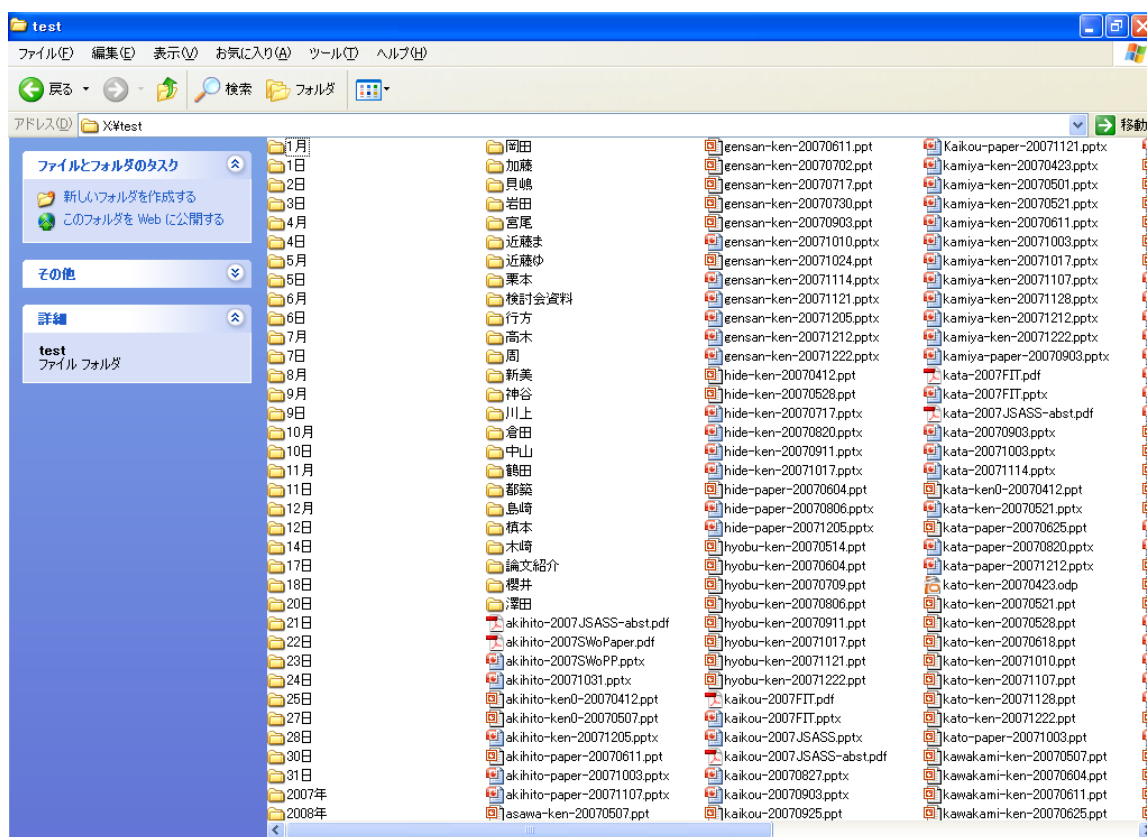 test
ファイル(F) 編集(E) 表示(V) お気に入り(A) ツール(T) ヘルプ(H)
戻る 検索 フォルダ
アドレス(D) X:¥test 移動
ファイルとフォルダのタスク
新しいフォルダを作成する
このフォルダを Web に公開する
その他
詳細
test
ファイル フォルダ
1月
1日
2日
3日
4月
4日
5月
5日
6月
6日
7月
7日
8月
9月
9日
10月
10日
11月
11日
12月
12日
14日
17日
18日
20日
21日
22日
23日
24日
25日
27日
28日
30日
31日
2007年
2008年
岡田
加藤
貝嶋
岩田
宮尾
近藤ま
近藤ゆ
栗本
検討会資料
行方
高木
周
新美
神谷
川上
倉田
中山
鶴田
都築
島崎
槙本
木崎
論文紹介
櫻井
澤田
akihito-2007JSASS-abst.pdf
akihito-2007SWoPaper.pdf
akihito-2007SWoPP.pptx
akihito-20071031.pptx
akihito-ken0-20070412.ppt
akihito-ken0-20070507.ppt
akihito-ken-20071205.pptx
akihito-paper-20070611.ppt
akihito-paper-20071003.pptx
akihito-paper-20071107.pptx
asawa-ken-20070507.ppt
gensan-ken-20070611.ppt
gensan-ken-20070702.ppt
gensan-ken-20070717.ppt
gensan-ken-20070730.ppt
gensan-ken-20070903.ppt
gensan-ken-20071010.pptx
gensan-ken-20071024.ppt
gensan-ken-20071114.pptx
gensan-ken-20071121.pptx
gensan-ken-20071205.pptx
gensan-ken-20071212.pptx
gensan-ken-20071222.pptx
hide-ken-20070412.ppt
hide-ken-20070528.ppt
hide-ken-20070717.pptx
hide-ken-20070820.pptx
hide-ken-20070911.pptx
hide-ken-20071017.pptx
hide-paper-20070604.ppt
hide-paper-20070806.pptx
hide-paper-20071205.pptx
hyobu-ken-20070514.ppt
hyobu-ken-20070604.ppt
hyobu-ken-20070709.ppt
hyobu-ken-20070806.ppt
hyobu-ken-20070911.ppt
hyobu-ken-20071017.ppt
hyobu-ken-20071121.ppt
hyobu-ken-20071222.ppt
kaikou-2007FIT.pdf
kaikou-2007FIT.pptx
kaikou-2007JSASS.pptx
kaikou-2007JSASS-abst.pdf
kaikou-20070827.pptx
kaikou-20070903.pptx
kaikou-20070925.ppt
Kaikou-paper-20071121.pptx
kamiya-ken-20070423.pptx
kamiya-ken-20070501.pptx
kamiya-ken-20070521.pptx
kamiya-ken-20070611.pptx
kamiya-ken-20071003.pptx
kamiya-ken-20071017.pptx
kamiya-ken-20071107.pptx
kamiya-ken-20071128.pptx
kamiya-ken-20071212.pptx
kamiya-ken-20071222.pptx
kamiya-paper-20070903.pptx
kata-2007FIT.pdf
kata-2007FIT.pptx
kata-2007JSASS-abst.pdf
kata-20070903.pptx
kata-20071003.pptx
kata-20071114.pptx
kata-ken0-20070412.ppt
kata-ken-20070521.pptx
kata-paper-20070625.ppt
kata-paper-20070820.pptx
kata-paper-20071212.pptx
kato-ken-20070423.odp
kato-ken-20070521.ppt
kato-ken-20070528.ppt
kato-ken-20070618.ppt
kato-ken-20071010.pptx
kato-ken-20071107.ppt
kato-ken-20071128.ppt
kato-ken-20071222.ppt
kato-paper-20071003.ppt
kawakami-ken-20070507.ppt
kawakami-ken-20070604.ppt
kawakami-ken-20070611.ppt
kawakami-ken-20070625.ppt